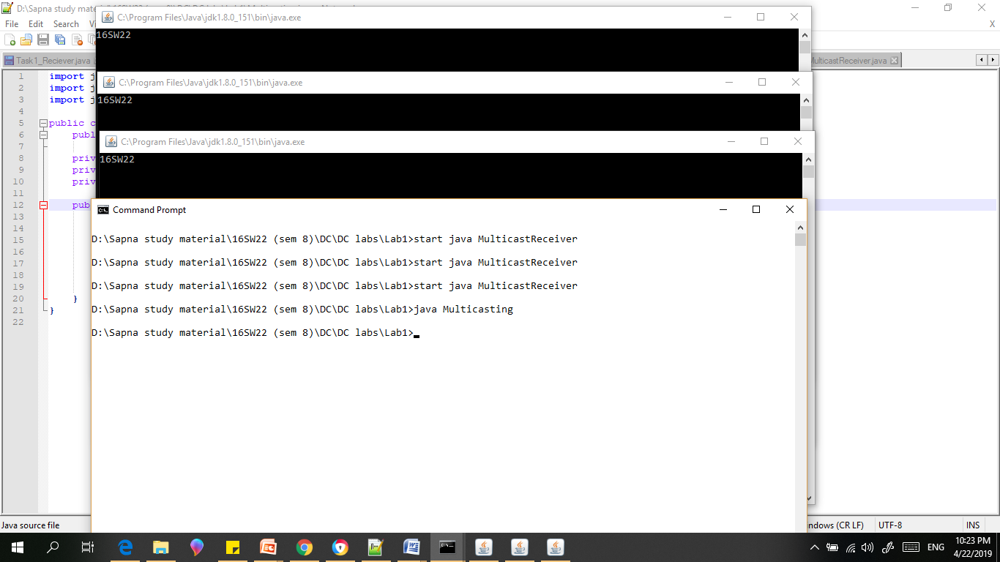 D:\Sapna study mate
File Edit Search Vi
X
Task1_Reciever.java
MulticastReceiver.java
C:\Program Files\Java\jdk1.8.0_151\bin\java.exe
16SW22
C:\Program Files\Java\jdk1.8.0_151\bin\java.exe
16SW22
C:\Program Files\Java\jdk1.8.0_151\bin\java.exe
16SW22
1 import j
2 import j
3 import j
4
5 public c
6 publ
7
8 priv
9 priv
10 priv
11
12 pub
13
14
15
16
17
18
19
20 }
21 }
22
Command Prompt
D:\Sapna study material\16SW22 (sem 8)\DC\DC labs\Lab1>start java MulticastReceiver
D:\Sapna study material\16SW22 (sem 8)\DC\DC labs\Lab1>start java MulticastReceiver
D:\Sapna study material\16SW22 (sem 8)\DC\DC labs\Lab1>start java MulticastReceiver
D:\Sapna study material\16SW22 (sem 8)\DC\DC labs\Lab1>java Multicasting
D:\Sapna study material\16SW22 (sem 8)\DC\DC labs\Lab1>
Java source file
ndows (CR LF) UTF-8 INS
ENG
10:23 PM
4/22/2019